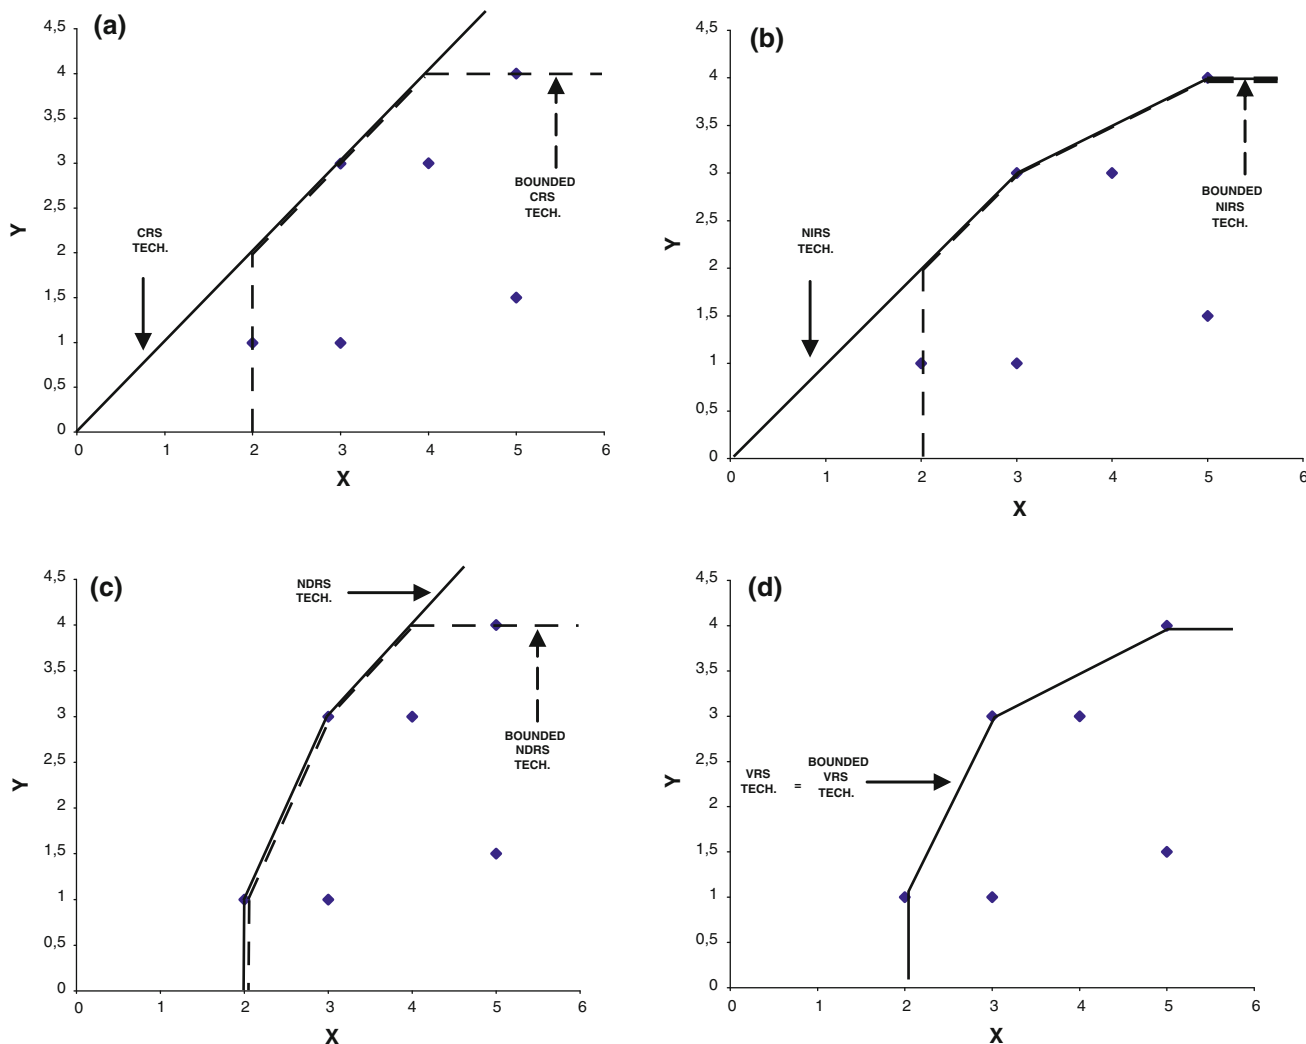 (a)
4,5
4
3,5
3
2,5
2
1,5
1
0,5
0
0 1 2 3 4 5 6
Y
X
CRS
TECH.
BOUNDED
CRS
TECH.
(b)
4,5
4
3,5
3
2,5
2
1,5
1
0,5
0
0 1 2 3 4 5 6
Y
X
NIRS
TECH.
BOUNDED
NIRS
TECH.
(c)
4,5
4
3,5
3
2,5
2
1,5
1
0,5
0
0 1 2 3 4 5 6
Y
X
NDRS
TECH.
BOUNDED
NDRS
TECH.
(d)
4,5
4
3,5
3
2,5
2
1,5
1
0,5
0
0 1 2 3 4 5 6
Y
X
VRS
TECH.
=
BOUNDED
VRS
TECH.